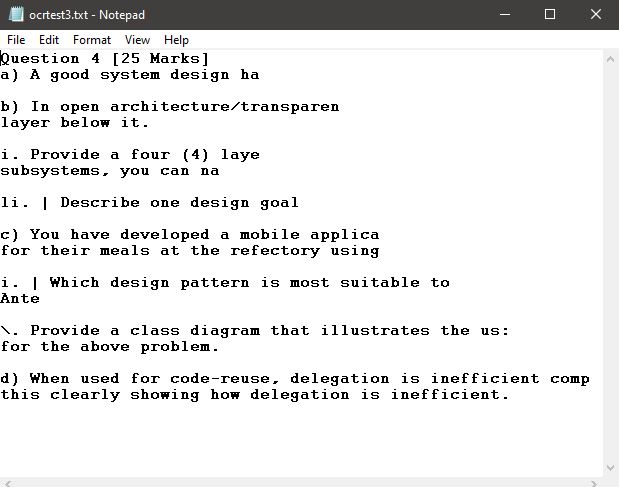 ocrtest3.txt - Notepad
File Edit Format View Help
Question 4 [25 Marks]
a) A good system design ha
b) In open architecture/transparen
layer below it.
i. Provide a four (4) laye
subsystems, you can na
li. | Describe one design goal
c) You have developed a mobile applica
for their meals at the refectory using
i. | Which design pattern is most suitable to
Ante
\. Provide a class diagram that illustrates the us:
for the above problem.
d) When used for code-reuse, delegation is inefficient comp
this clearly showing how delegation is inefficient.